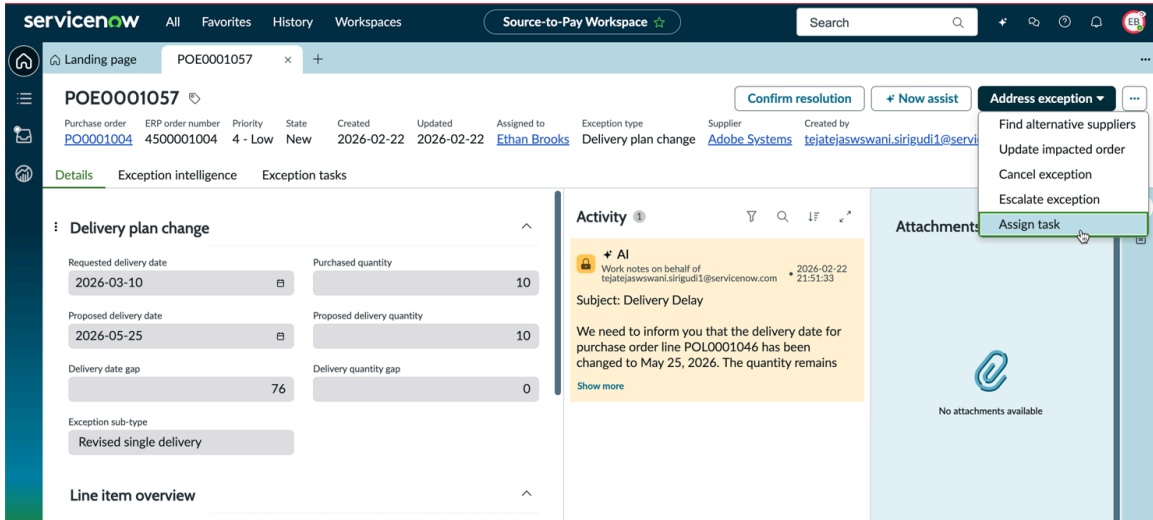 servicenow All Favorites History Workspaces Source-to-Pay Workspace Search EB
Landing page POE0001057
POE0001057 Confirm resolution Now assist Address exception
Purchase order ERP order number Priority State Created Updated Assigned to Exception type Supplier Created by
PO0001004 4500001004 4 - Low New 2026-02-22 2026-02-22 Ethan Brooks Delivery plan change Adobe Systems tejatejaswswani.sirigudi1@servi
Find alternative suppliers
Update impacted order
Cancel exception
Escalate exception
Assign task
Details Exception intelligence Exception tasks
Delivery plan change
Requested delivery date Purchased quantity
2026-03-10 10
Proposed delivery date Proposed delivery quantity
2026-05-25 10
Delivery date gap Delivery quantity gap
76 0
Exception sub-type
Revised single delivery
Line item overview
Activity 1
AI
Work notes on behalf of
tejatejaswswani.sirigudi1@servicenow.com • 2026-02-22
21:51:33
Subject: Delivery Delay
We need to inform you that the delivery date for
purchase order line POL0001046 has been
changed to May 25, 2026. The quantity remains
Show more
Attachments
No attachments available